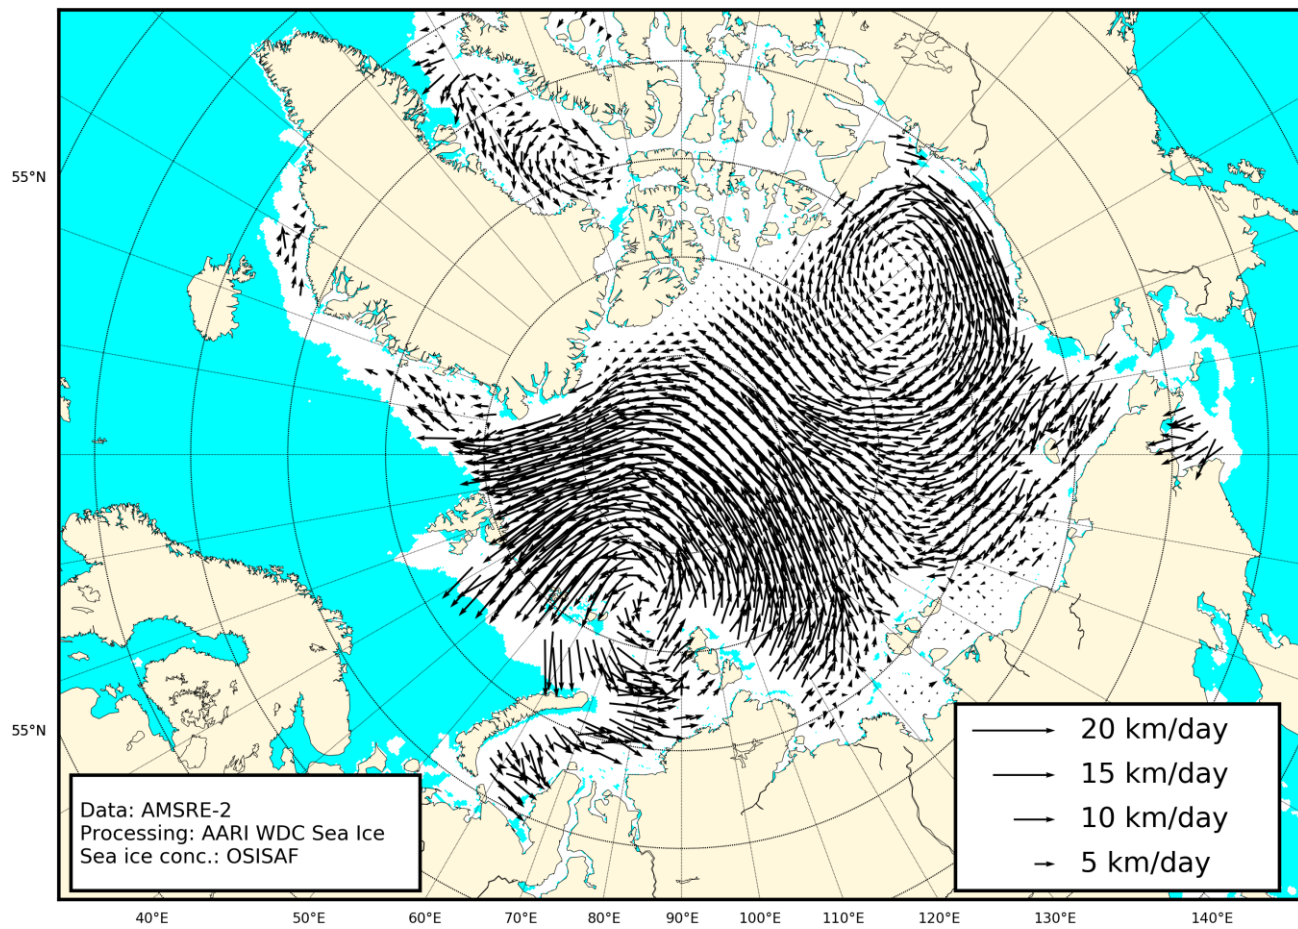 55°N
55°N
20 km/day
15 km/day
10 km/day
5 km/day
Data: AMSRE-2
Processing: AARI WDC Sea Ice
Sea ice conc.: OSISAF
40°E 50°E 60°E 70°E 80°E 90°E 100°E 110°E 120°E 130°E 140°E